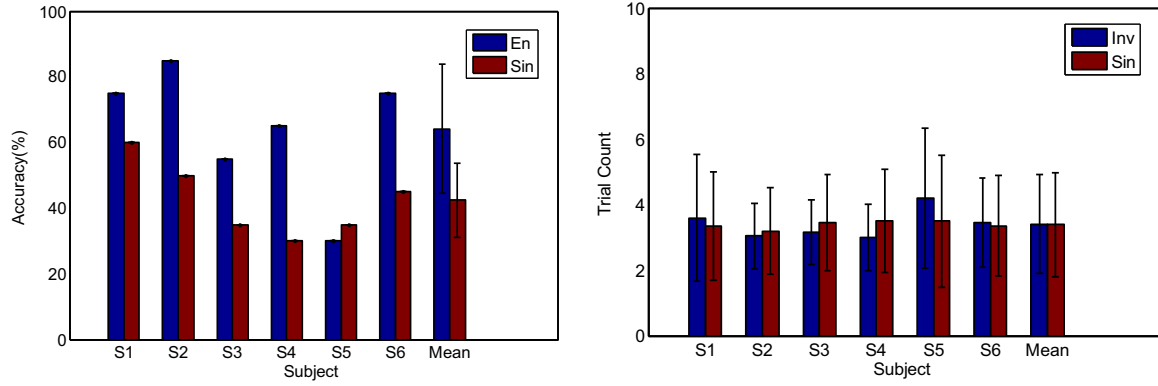 100
80
60
40
20
0
Accuracy(%)
En
Sin
S1 S2 S3 S4 S5 S6 Mean
Subject
10
8
6
4
2
0
Trial Count
Inv
Sin
S1 S2 S3 S4 S5 S6 Mean
Subject